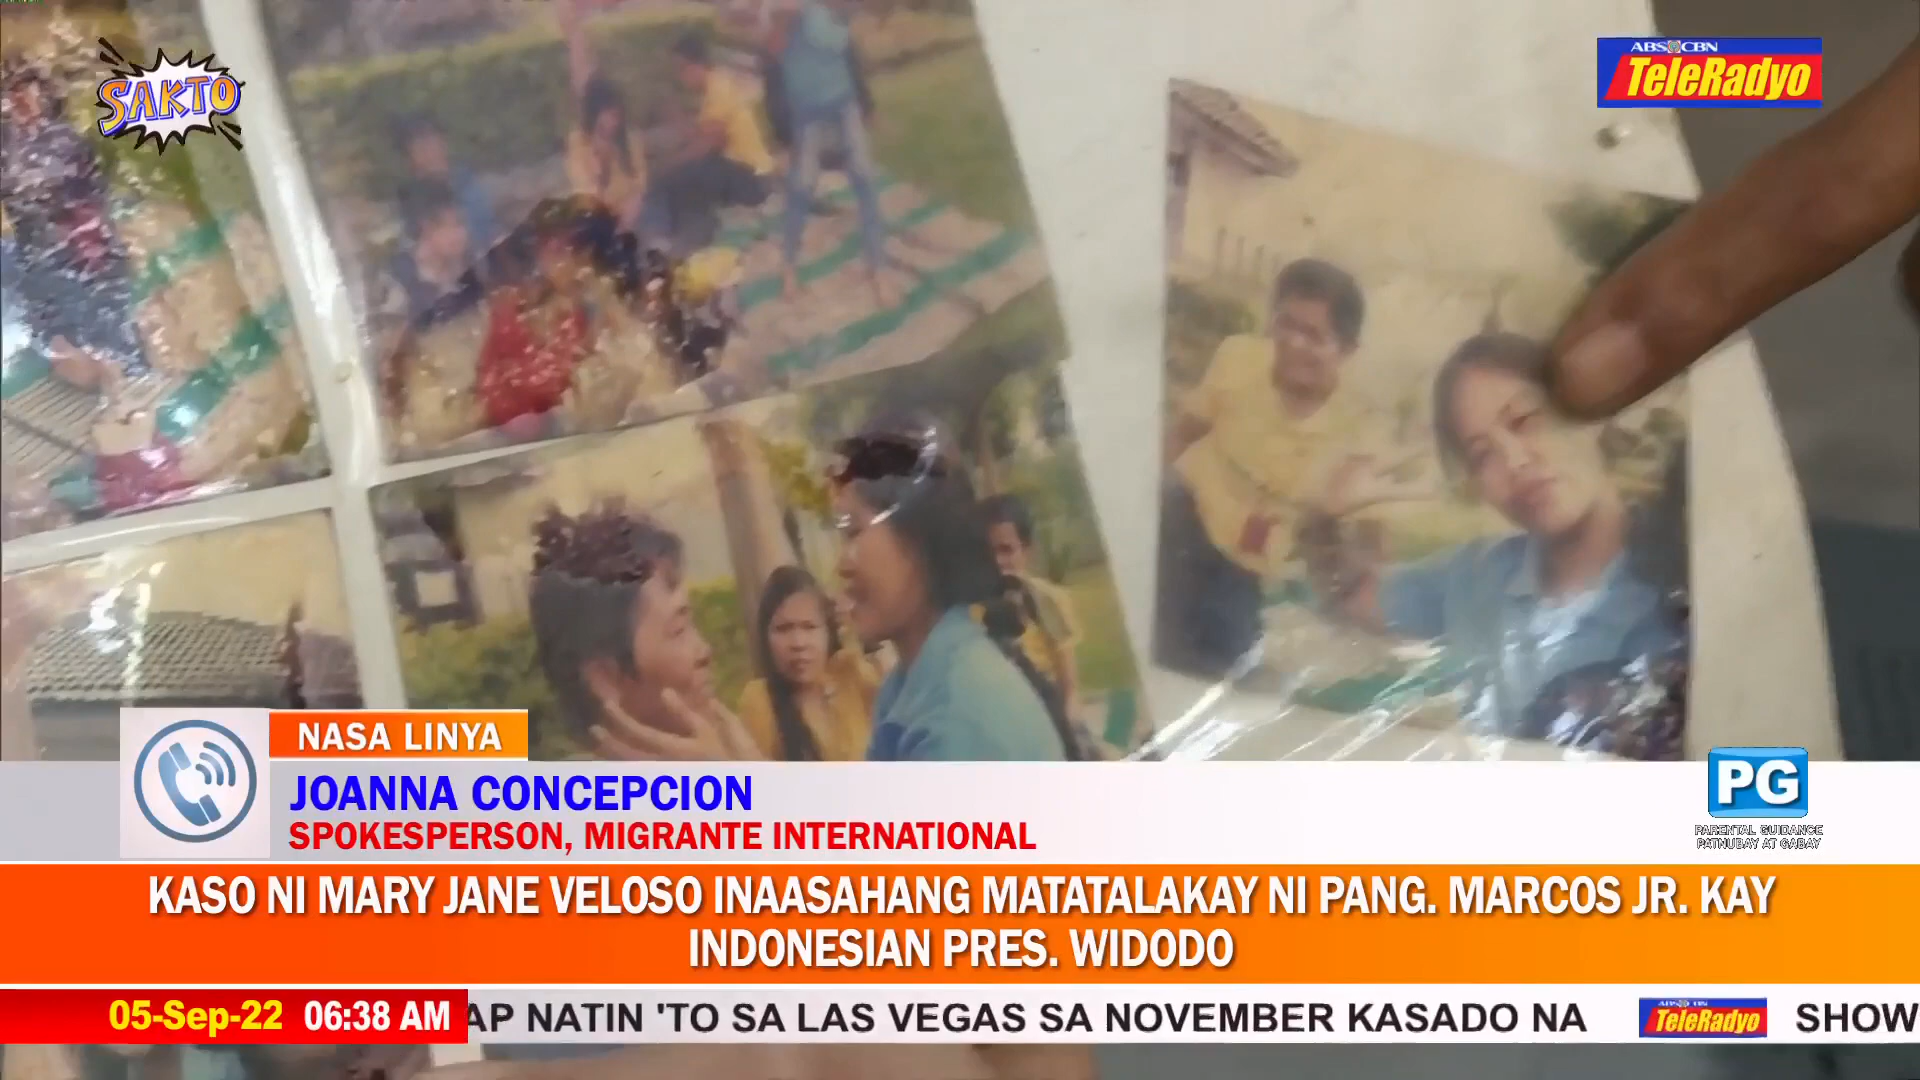 SAKTO
ABS-CBN
TeleRadyo
NASA LINYA
JOANNA CONCEPCION
SPOKESPERSON, MIGRANTE INTERNATIONAL
PG
PARENTAL GUIDANCE
PATNUBAY AT GABAY
KASO NI MARY JANE VELOSO INAASAHANG MATATALAKAY NI PANG. MARCOS JR. KAY
INDONESIAN PRES. WIDODO
05-Sep-22 06:38 AM AP NATIN 'TO SA LAS VEGAS SA NOVEMBER KASADO NA ABS-CBN TeleRadyo SHOW